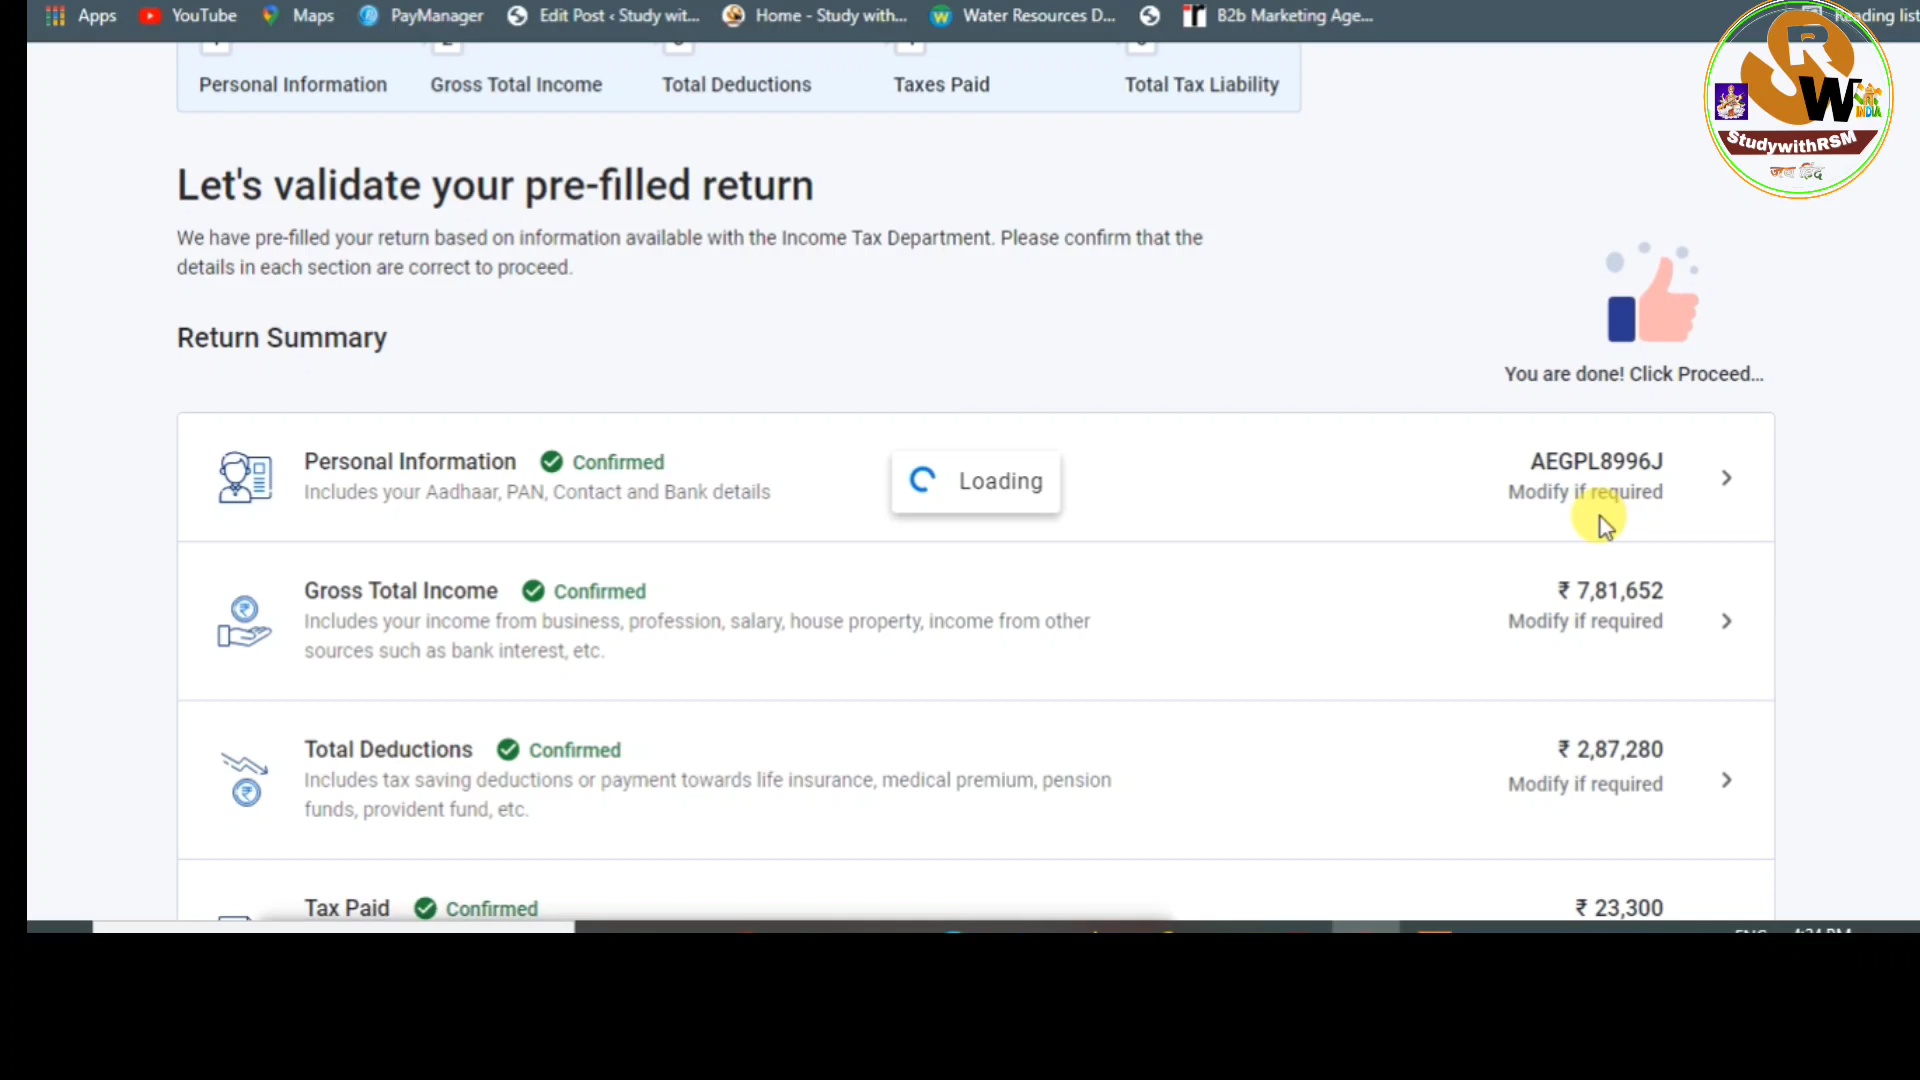 Apps YouTube Maps PayManager Edit Post ‹ Study wit... Home - Study with... Water Resources D... B2b Marketing Age... Reading list
Personal Information Gross Total Income Total Deductions Taxes Paid Total Tax Liability
SRW
INDIA
StudywithRSM
जय हिंद
Let's validate your pre-filled return
We have pre-filled your return based on information available with the Income Tax Department. Please confirm that the
details in each section are correct to proceed.
Return Summary
You are done! Click Proceed...
Personal Information Confirmed
Includes your Aadhaar, PAN, Contact and Bank details
Loading
AEGPL8996J
Modify if required
Gross Total Income Confirmed
Includes your income from business, profession, salary, house property, income from other
sources such as bank interest, etc.
₹ 7,81,652
Modify if required
Total Deductions Confirmed
Includes tax saving deductions or payment towards life insurance, medical premium, pension
funds, provident fund, etc.
₹ 2,87,280
Modify if required
Tax Paid Confirmed
₹ 23,300